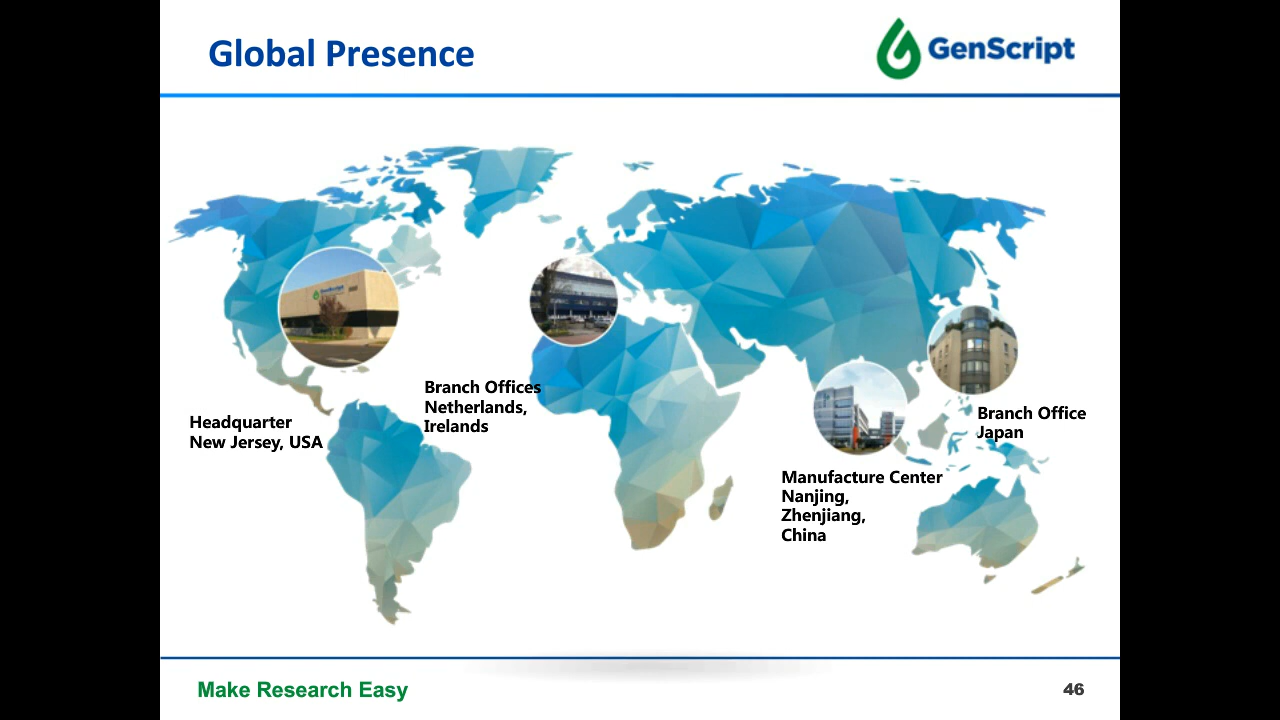 Global Presence
GenScript
GenScript
Headquarter
New Jersey, USA
Branch Offices
Netherlands,
Irelands
Manufacture Center
Nanjing,
Zhenjiang,
China
Branch Office
Japan
Make Research Easy
46